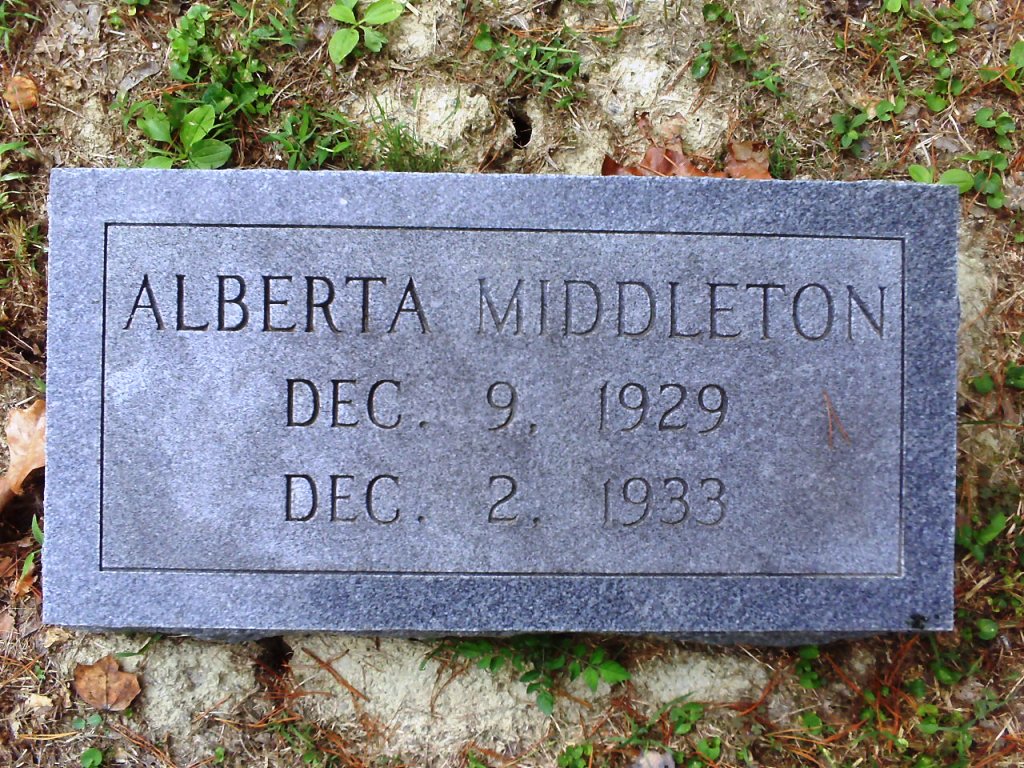 ALBERTA MIDDLETON
DEC. 9, 1929
DEC. 2, 1933